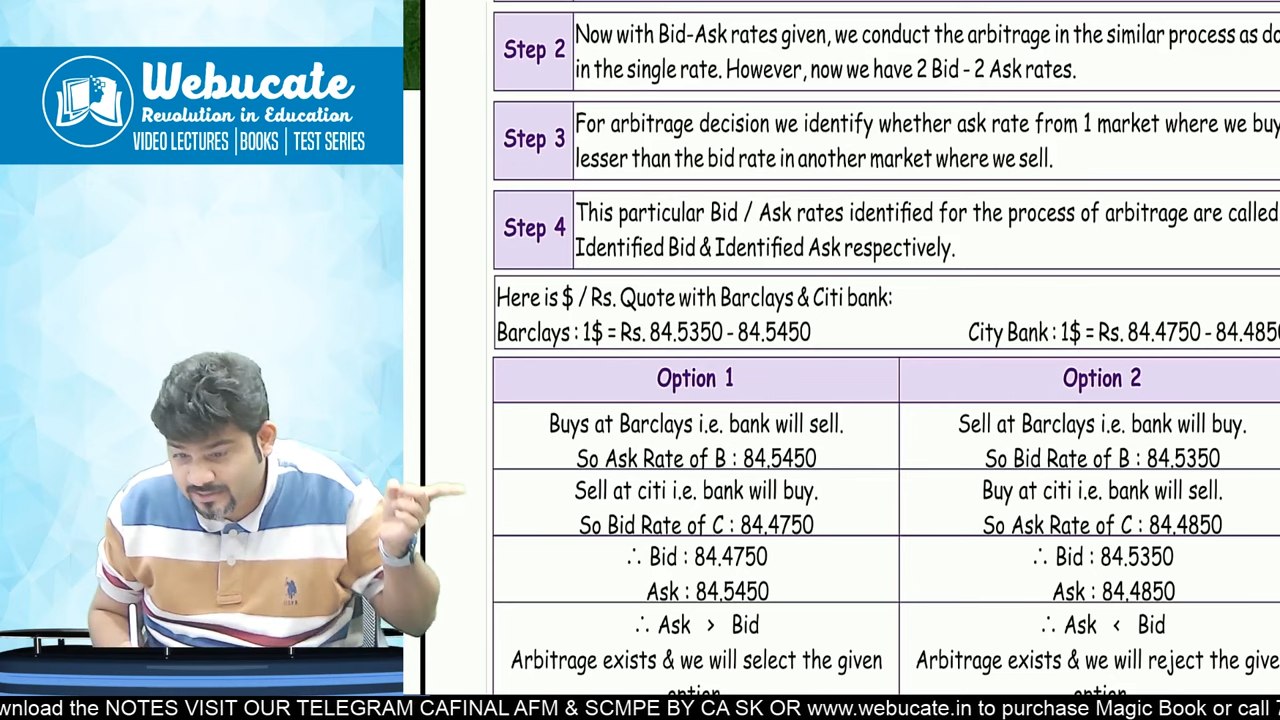 Webucate
Revolution in Education
VIDEO LECTURES | BOOKS | TEST SERIES
Step 2
Now with Bid-Ask rates given, we conduct the arbitrage in the similar process as do
in the single rate. However, now we have 2 Bid - 2 Ask rates.
Step 3
For arbitrage decision we identify whether ask rate from 1 market where we buy
lesser than the bid rate in another market where we sell.
Step 4
This particular Bid / Ask rates identified for the process of arbitrage are called
Identified Bid & Identified Ask respectively.
Here is $ / Rs. Quote with Barclays & Citi bank:
Barclays : 1$ = Rs. 84.5350 - 84.5450 City Bank : 1$ = Rs. 84.4750 - 84.4850
Option 1
Option 2
Buys at Barclays i.e. bank will sell.
So Ask Rate of B : 84.5450
Sell at Barclays i.e. bank will buy.
So Bid Rate of B : 84.5350
Sell at citi i.e. bank will buy.
So Bid Rate of C : 84.4750
Buy at citi i.e. bank will sell.
So Ask Rate of C : 84.4850
∴ Bid : 84.4750
Ask : 84.5450
∴ Bid : 84.5350
Ask : 84.4850
∴ Ask > Bid
Arbitrage exists & we will select the given
option
∴ Ask < Bid
Arbitrage exists & we will reject the give
option
wnload the NOTES VISIT OUR TELEGRAM CAFINAL AFM & SCMPE BY CA SK OR www.webucate.in to purchase Magic Book or call